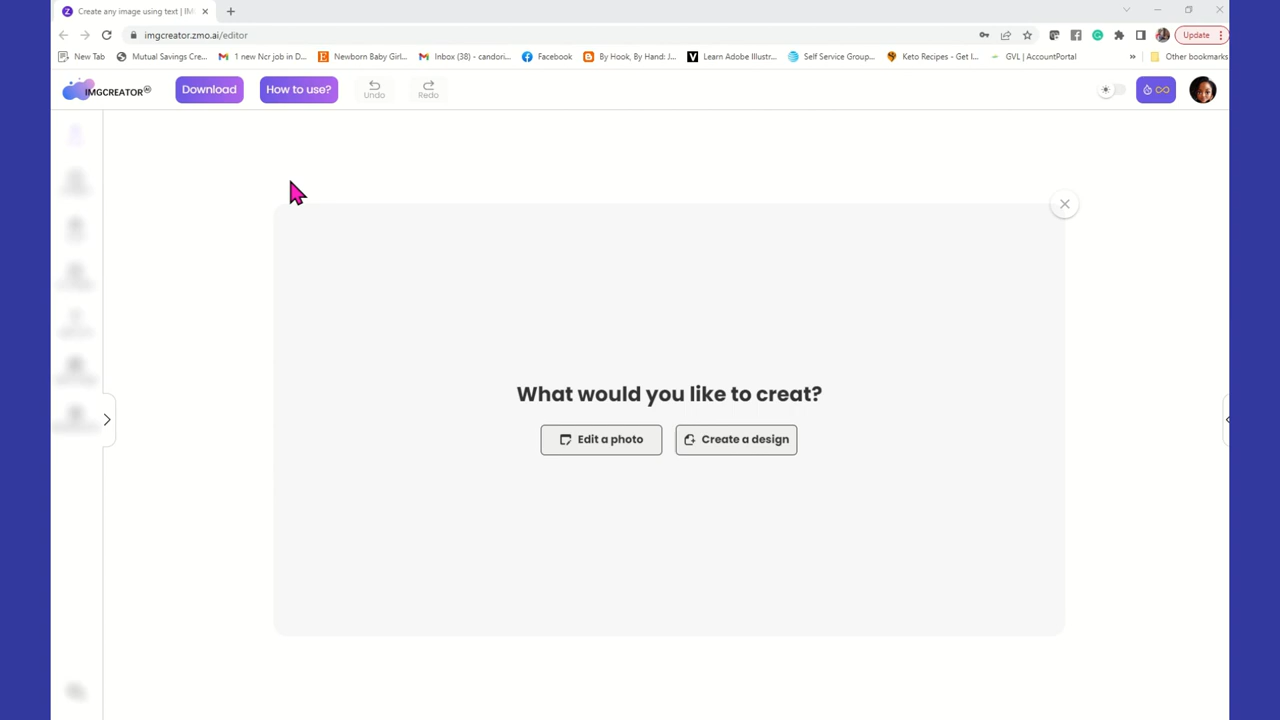 Create any image using text | IM
imgcreator.zmo.ai/editor
Update
New Tab
Mutual Savings Cre...
1 new Ncr job in D...
Newborn Baby Girl...
Inbox (38) - candori...
Facebook
By Hook, By Hand: J...
Learn Adobe Illustr...
Self Service Group...
Keto Recipes - Get I...
GVL | AccountPortal
»
Other bookmarks
IMGCREATOR AI
Download
How to use?
Undo
Redo
What would you like to creat?
Edit a photo
Create a design